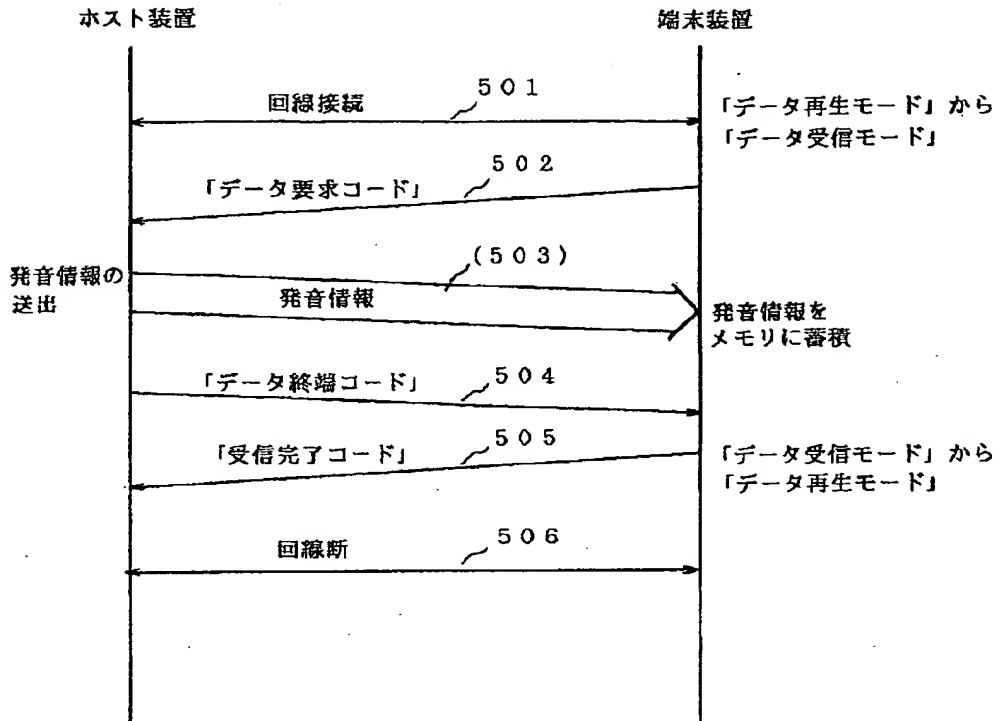 ホスト装置
端末装置
回線接続
501
「データ再生モード」から
「データ受信モード」
502
「データ要求コード」
(503)
発音情報の
送出
発音情報
発音情報を
メモリに蓄積
「データ終端コード」
504
505
「受信完了コード」
「データ受信モード」から
「データ再生モード」
回線断
506